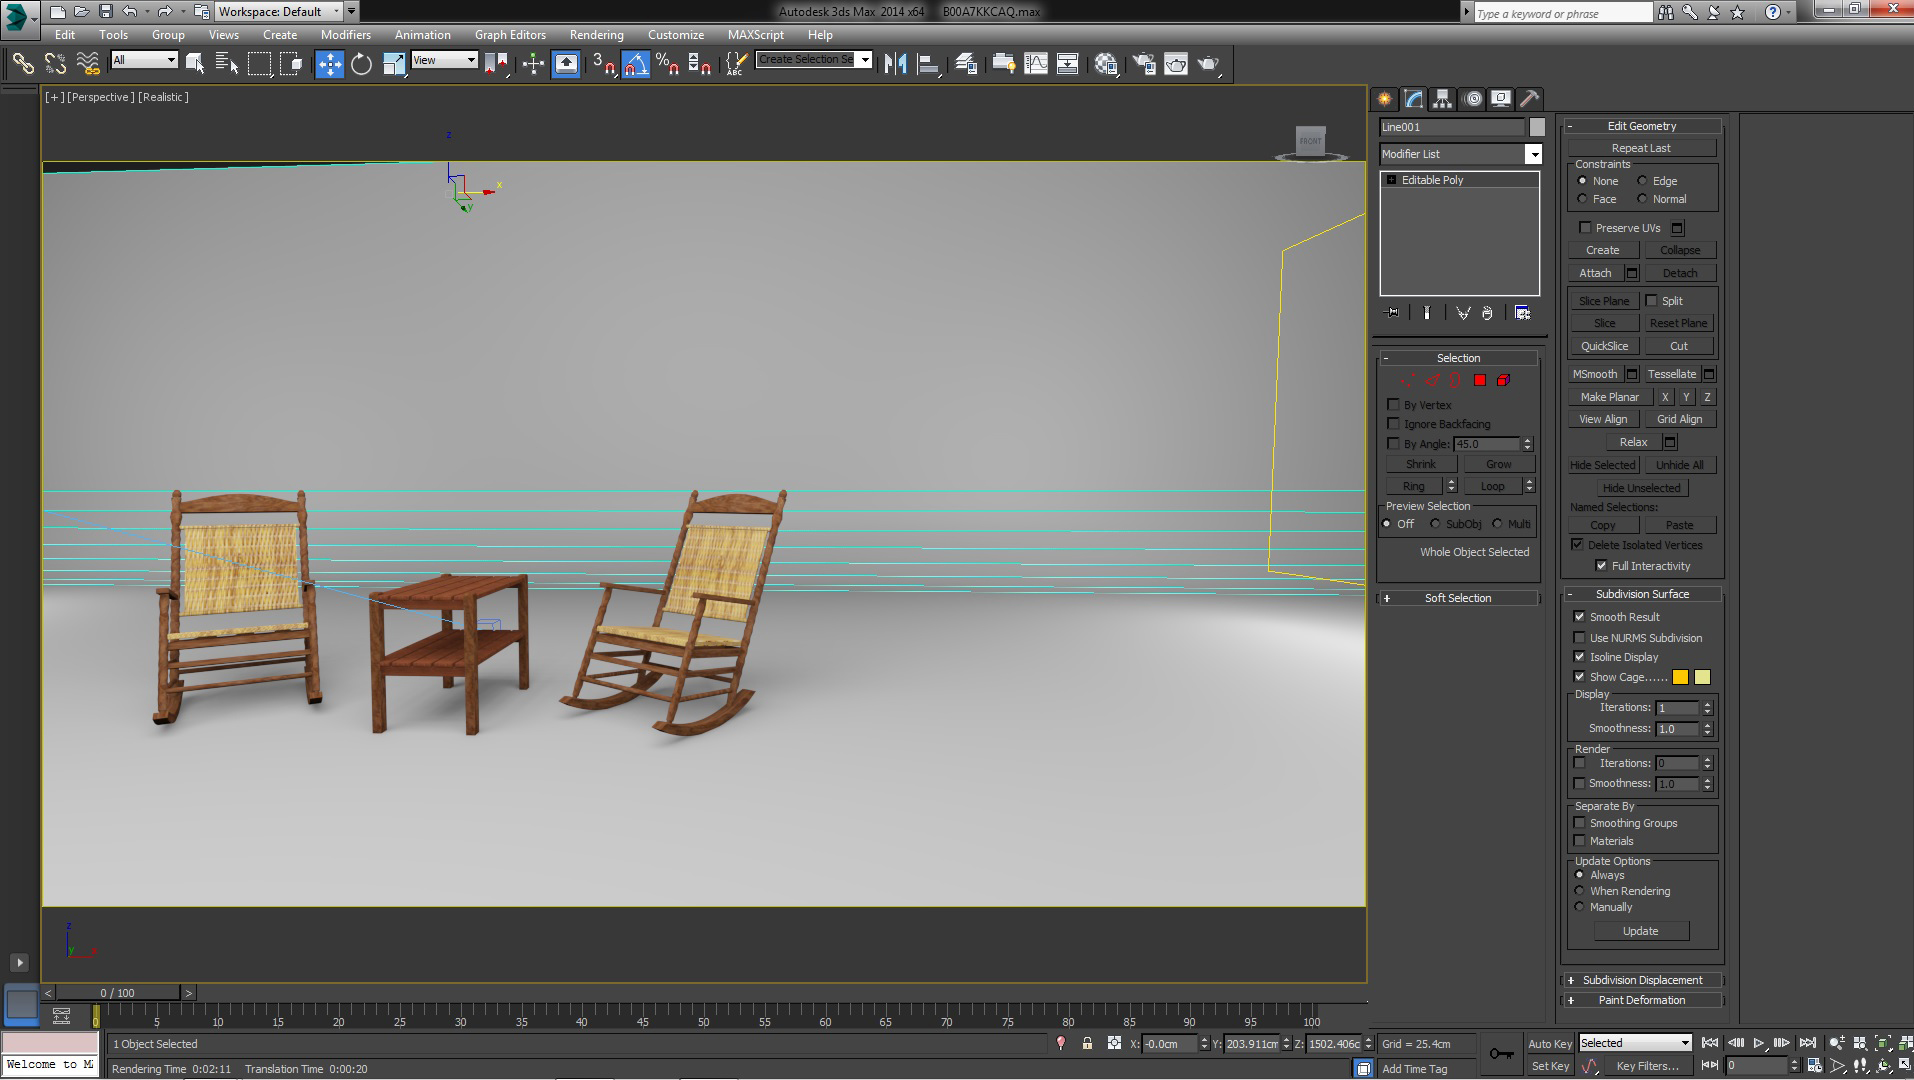 Workspace: Default
Autodesk 3ds Max 2014 x64 B00A7KKCAQ.max
Type a keyword or phrase
Edit Tools Group Views Create Modifiers Animation Graph Editors Rendering Customize MAXScript Help
All View 3 Create Selection Se
[+] [Perspective] [Realistic]
FRONT
z
x
y
Line001
Modifier List
Editable Poly
Selection
By Vertex
Ignore Backfacing
By Angle: 45.0
Shrink Grow
Ring Loop
Preview Selection
Off SubObj Multi
Whole Object Selected
+ Soft Selection
- Edit Geometry
Repeat Last
Constraints
None Edge
Face Normal
Preserve UVs
Create Collapse
Attach Detach
Slice Plane Split
Slice Reset Plane
QuickSlice Cut
MSmooth Tessellate
Make Planar X Y Z
View Align Grid Align
Relax
Hide Selected Unhide All
Hide Unselected
Named Selections:
Copy Paste
Delete Isolated Vertices
Full Interactivity
- Subdivision Surface
Smooth Result
Use NURMS Subdivision
Isoline Display
Show Cage......
Display
Iterations: 1
Smoothness: 1.0
Render
Iterations: 0
Smoothness: 1.0
Separate By
Smoothing Groups
Materials
Update Options
Always
When Rendering
Manually
Update
+ Subdivision Displacement
+ Paint Deformation
z
y x
< 0 / 100 >
0 5 10 15 20 25 30 35 40 45 50 55 60 65 70 75 80 85 90 95 100
1 Object Selected X: -0.0cm Y: 203.911cm Z: 1502.406c Grid = 25.4cm Auto Key Selected
Welcome to M Rendering Time 0:02:11 Translation Time 0:00:20 Add Time Tag Set Key Key Filters... 0